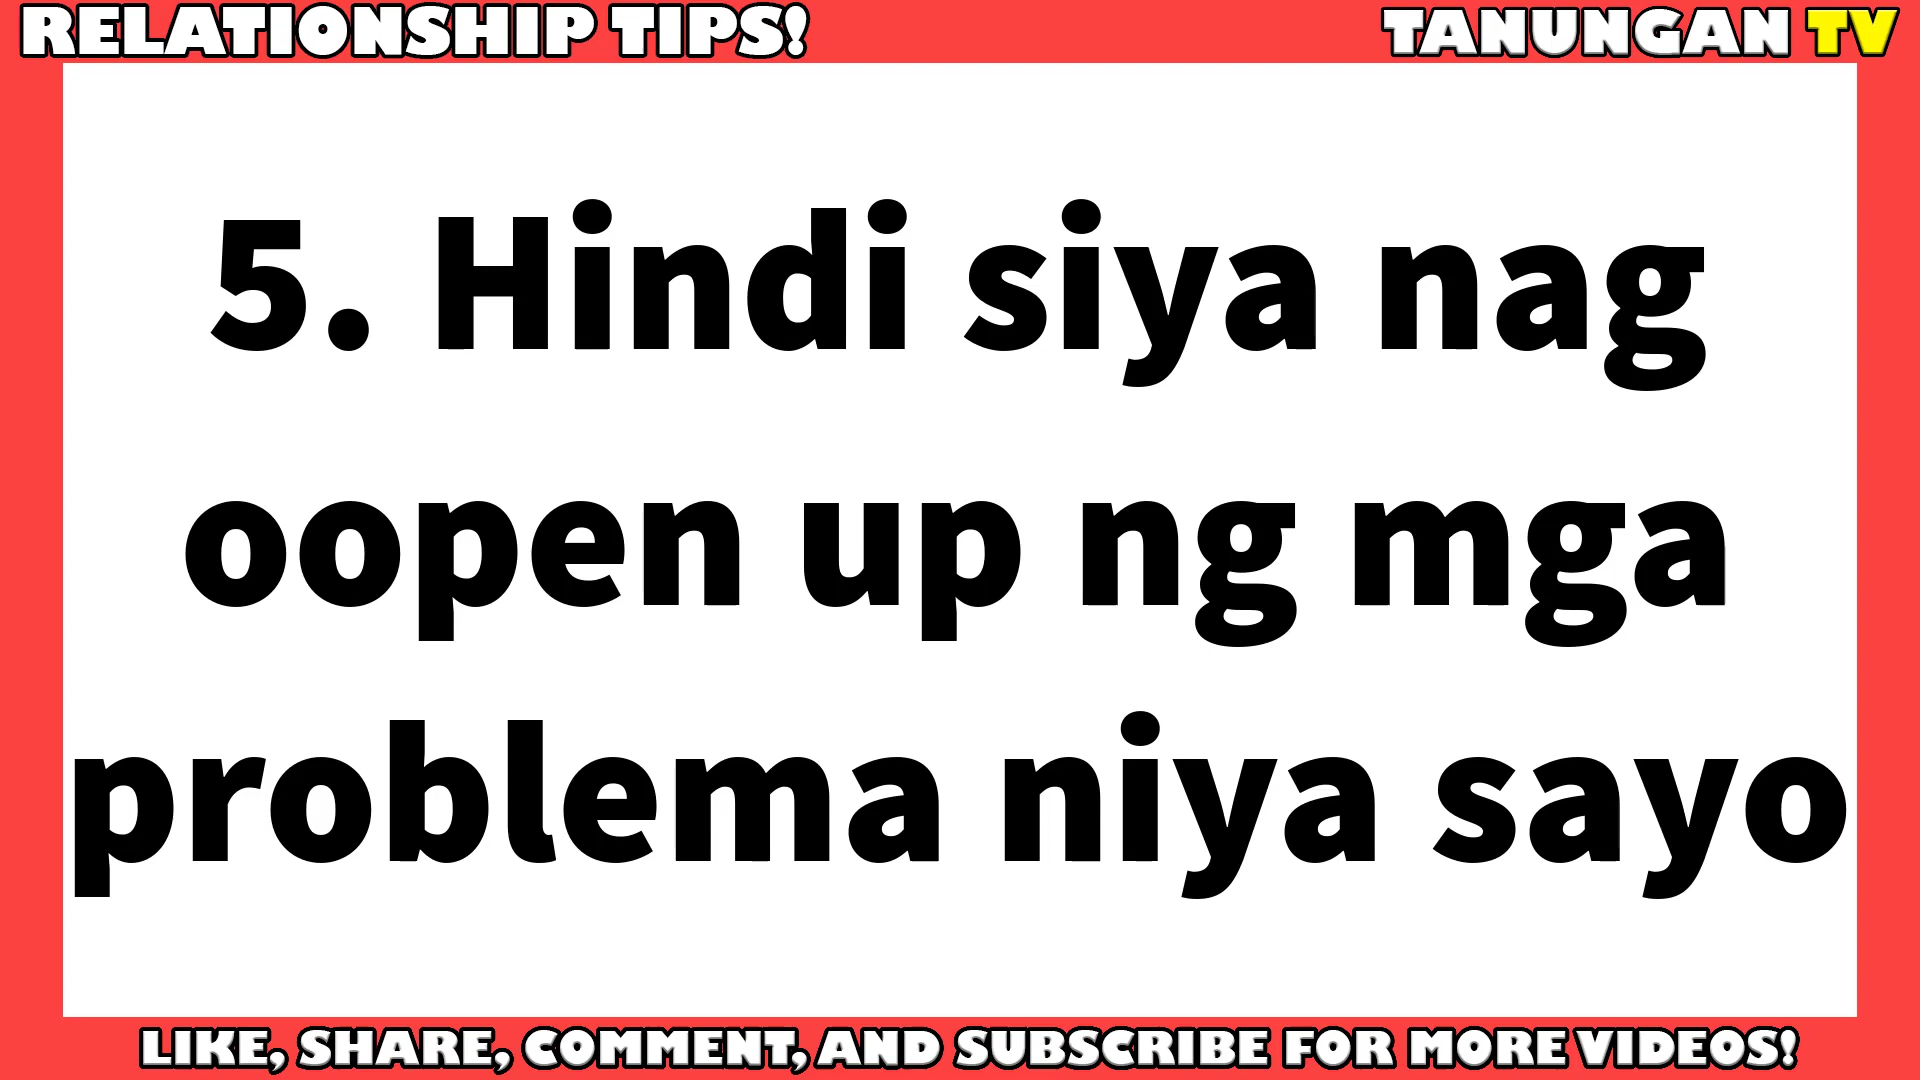 RELATIONSHIP TIPS!
TANUNGAN TV
5. Hindi siya nag
oopen up ng mga
problema niya sayo
LIKE, SHARE, COMMENT, AND SUBSCRIBE FOR MORE VIDEOS!